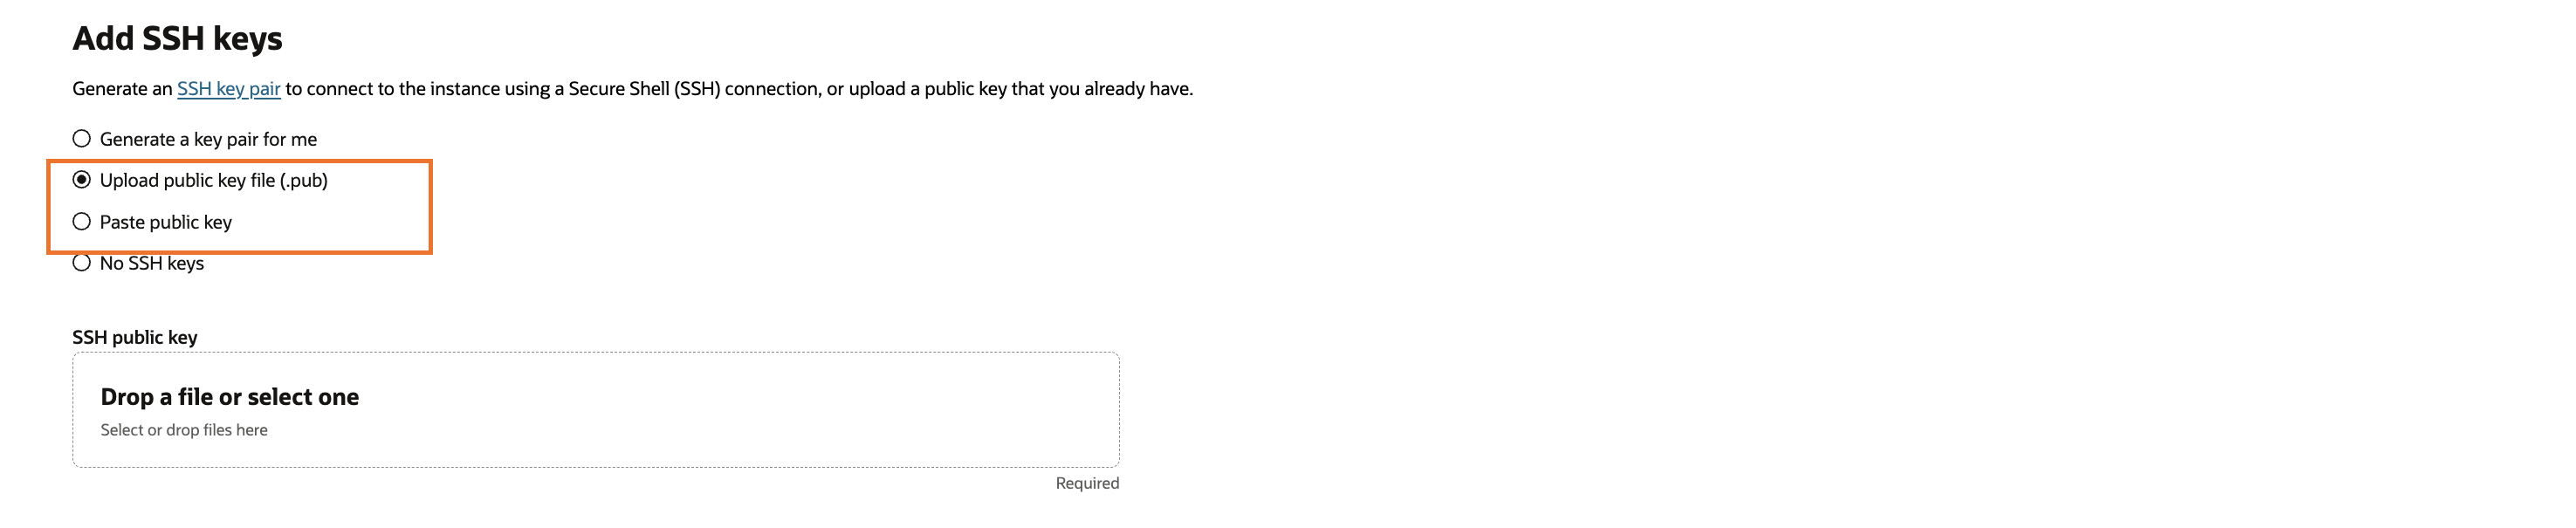 Add SSH keys
Generate an SSH key pair to connect to the instance using a Secure Shell (SSH) connection, or upload a public key that you already have.
Generate a key pair for me
Upload public key file (.pub)
Paste public key
No SSH keys
SSH public key
Drop a file or select one
Select or drop files here
Required